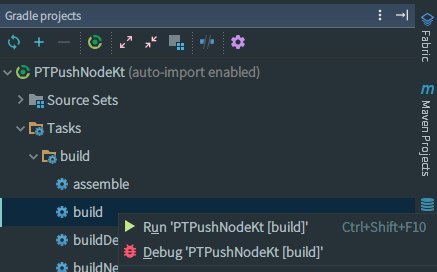 Gradle projects
PTPushNodeKt (auto-import enabled)
Source Sets
Tasks
build
assemble
build
Run 'PTPushNodeKt [build]' Ctrl+Shift+F10
buildDe
Debug 'PTPushNodeKt [build]'
buildNe
Fabric
m
Maven Projects